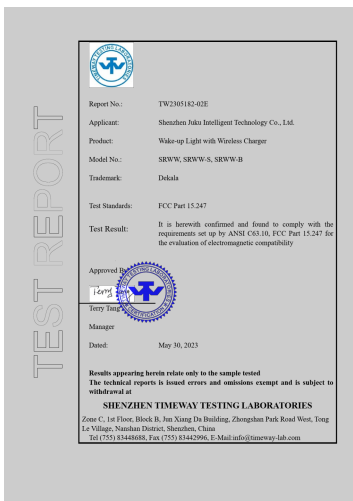 TIMEWAY TESTING LABORATORIES
TEST REPORT
Report No.: TW2305182-02E
Applicant: Shenzhen Juku Intelligent Technology Co., Ltd.
Product: Wake-up Light with Wireless Charger
Model No.: SRWW, SRWW-S, SRWW-B
Trademark: Dekala
Test Standards: FCC Part 15.247
Test Result: It is herewith confirmed and found to comply with the
requirements set up by ANSI C63.10, FCC Part 15.247 for
the evaluation of electromagnetic compatibility
Approved By
Terry
Terry Tang
Manager
Dated: May 30, 2023
Results appearing herein relate only to the sample tested
The technical reports is issued errors and omissions exempt and is subject to
withdrawal at
SHENZHEN TIMEWAY TESTING LABORATORIES
Zone C, 1st Floor, Block B, Jun Xiang Da Building, Zhongshan Park Road West, Tong
Le Village, Nanshan District, Shenzhen, China
Tel (755) 83448688, Fax (755) 83442996, E-Mail:info@timeway-lab.com